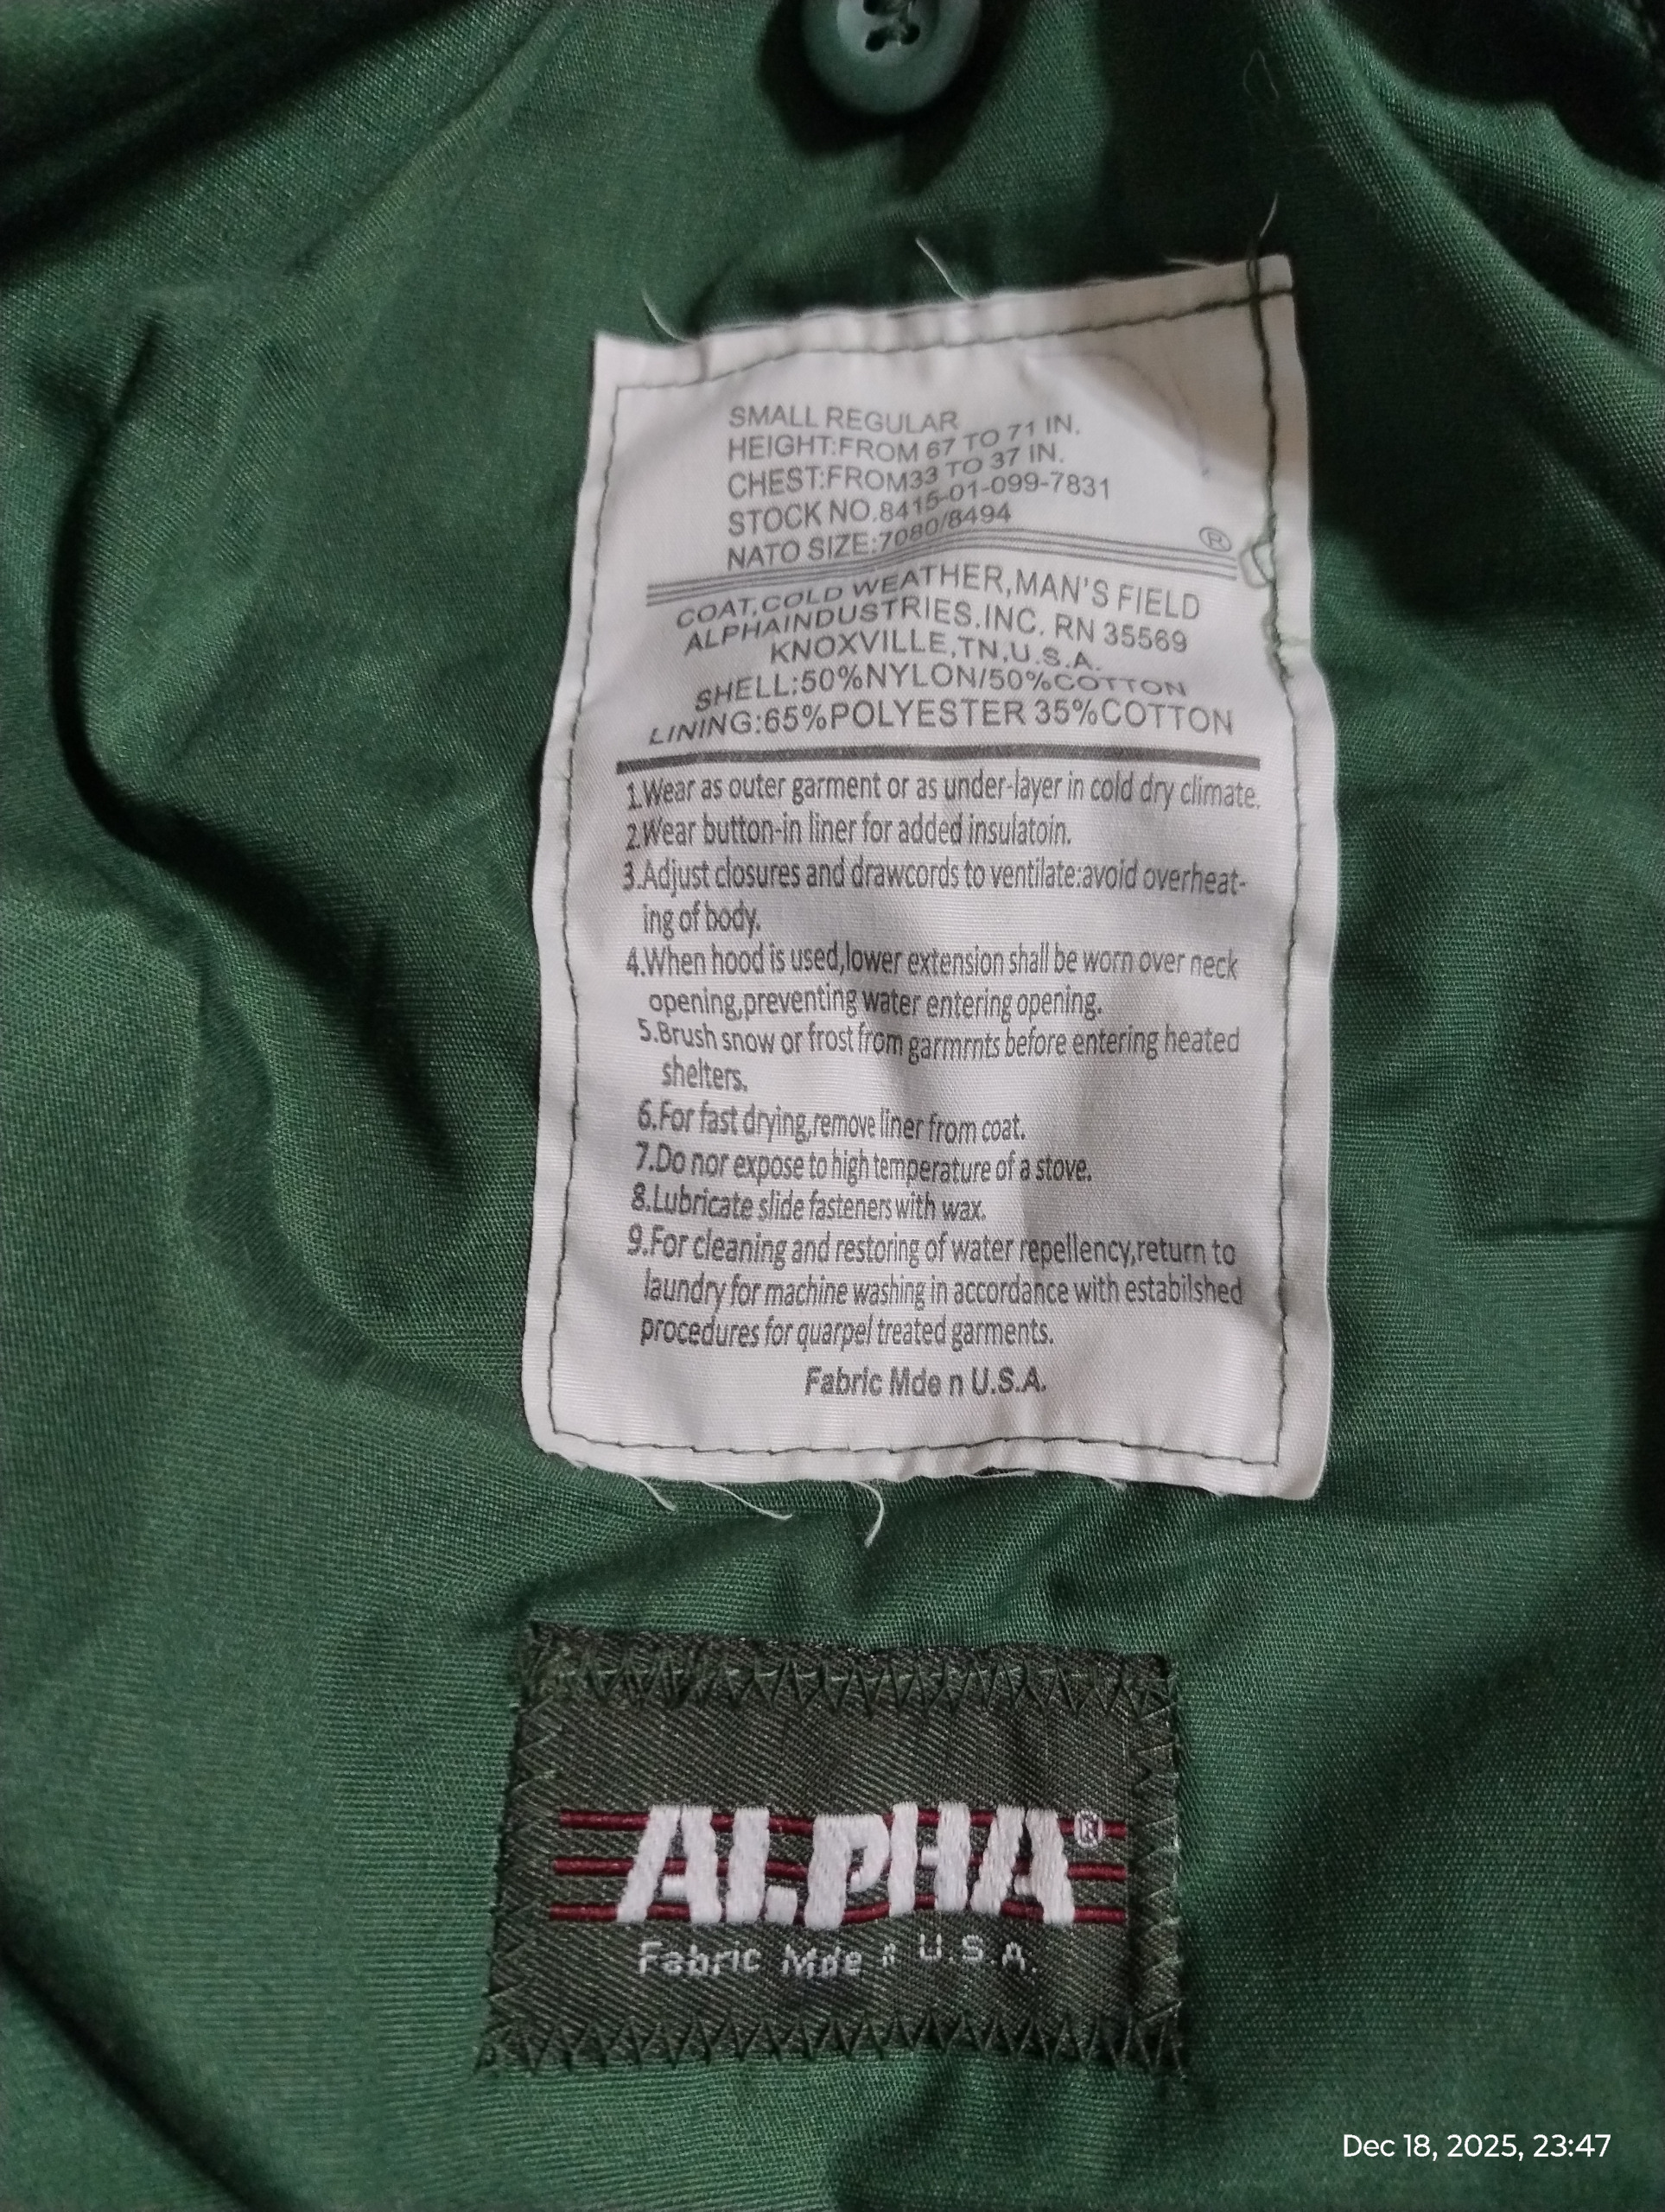 SMALL REGULAR
HEIGHT:FROM 67 TO 71 IN.
CHEST:FROM33 TO 37 IN.
STOCK NO.8415-01-099-7831
NATO SIZE:7080/8494
®
COAT,COLD WEATHER,MAN'S FIELD
ALPHAINDUSTRIES.INC. RN 35569
KNOXVILLE,TN,U.S.A.
SHELL:50%NYLON/50%COTTON
LINING:65%POLYESTER 35%COTTON
1.Wear as outer garment or as under-layer in cold dry climate.
2.Wear button-in liner for added insulatoin.
3.Adjust closures and drawcords to ventilate:avoid overheat-
ing of body.
4.When hood is used,lower extension shall be worn over neck
opening,preventing water entering opening.
5.Brush snow or frost from garmrnts before entering heated
shelters.
6.For fast drying,remove liner from coat.
7.Do nor expose to high temperature of a stove.
8.Lubricate slide fasteners with wax.
9.For cleaning and restoring of water repellency,return to
laundry for machine washing in accordance with estabilshed
procedures for quarpel treated garments.
Fabric Mde n U.S.A.
ALPHA®
Fabric Mde n U.S.A.
Dec 18, 2025, 23:47